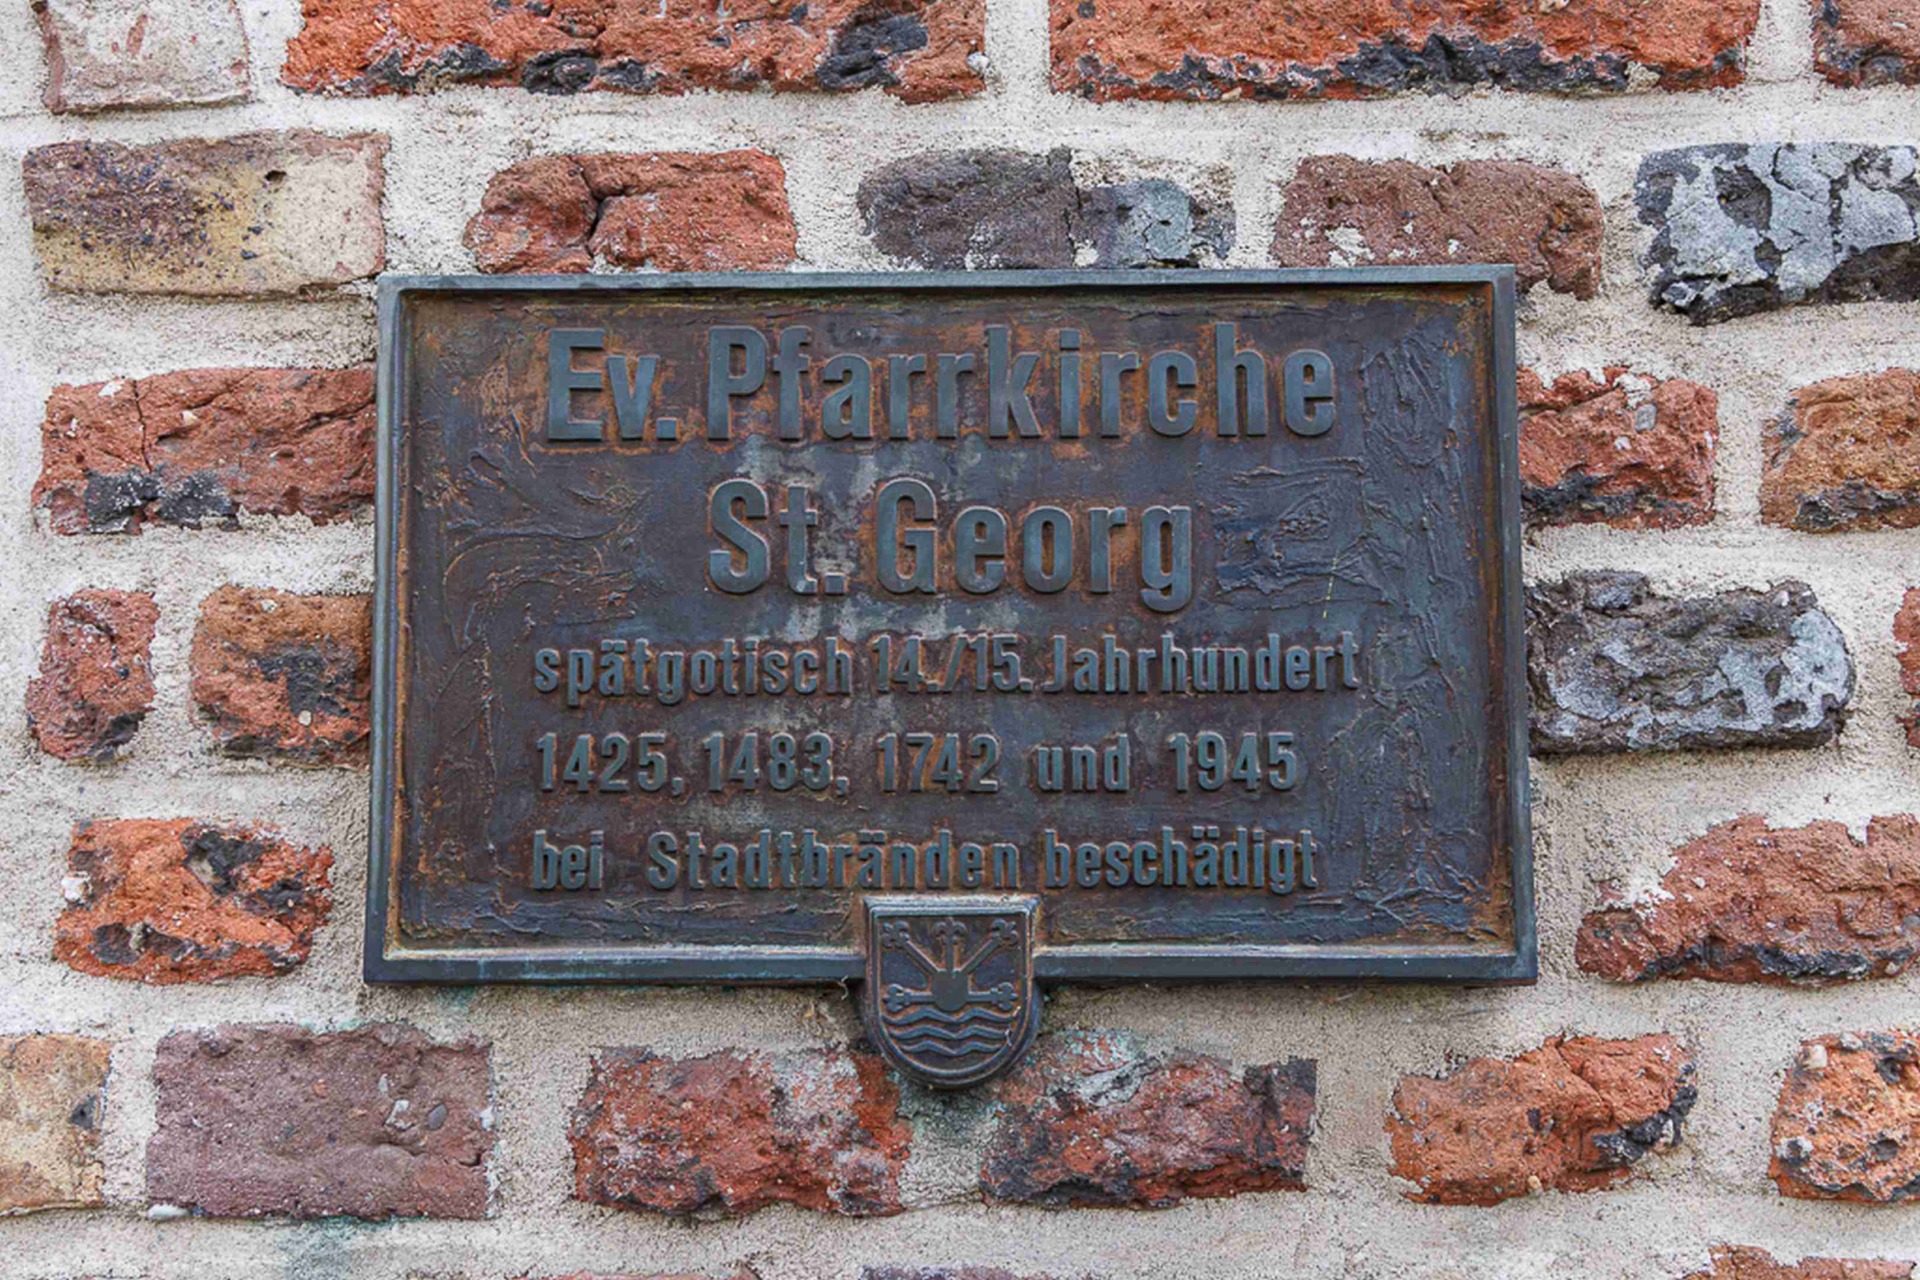 Ev. Pfarrkirche
St. Georg
spätgotisch 14./15. Jahrhundert
1425, 1483, 1742 und 1945
bei Stadtbränden beschädigt